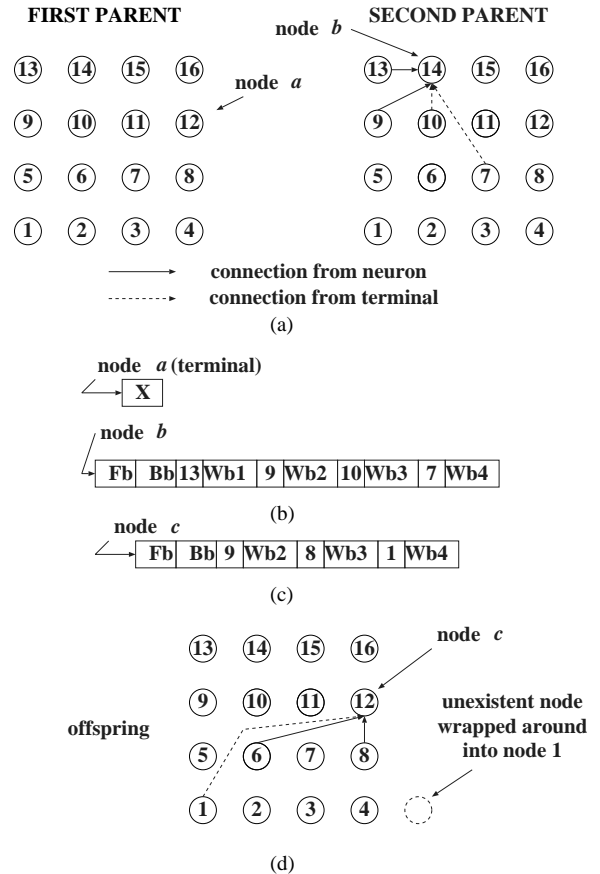 FIRST PARENT SECOND PARENT
node b
13 14 15 16 13 14 15 16
node a
9 10 11 12 9 10 11 12
5 6 7 8 5 6 7 8
1 2 3 4 1 2 3 4
connection from neuron
connection from terminal
(a)
node a (terminal)
X
node b
Fb Bb 13 Wb1 9 Wb2 10 Wb3 7 Wb4
(b)
node c
Fb Bb 9 Wb2 8 Wb3 1 Wb4
(c)
node c
13 14 15 16
9 10 11 12
unexistent node
wrapped around
into node 1
offspring
5 6 7 8
1 2 3 4
(d)